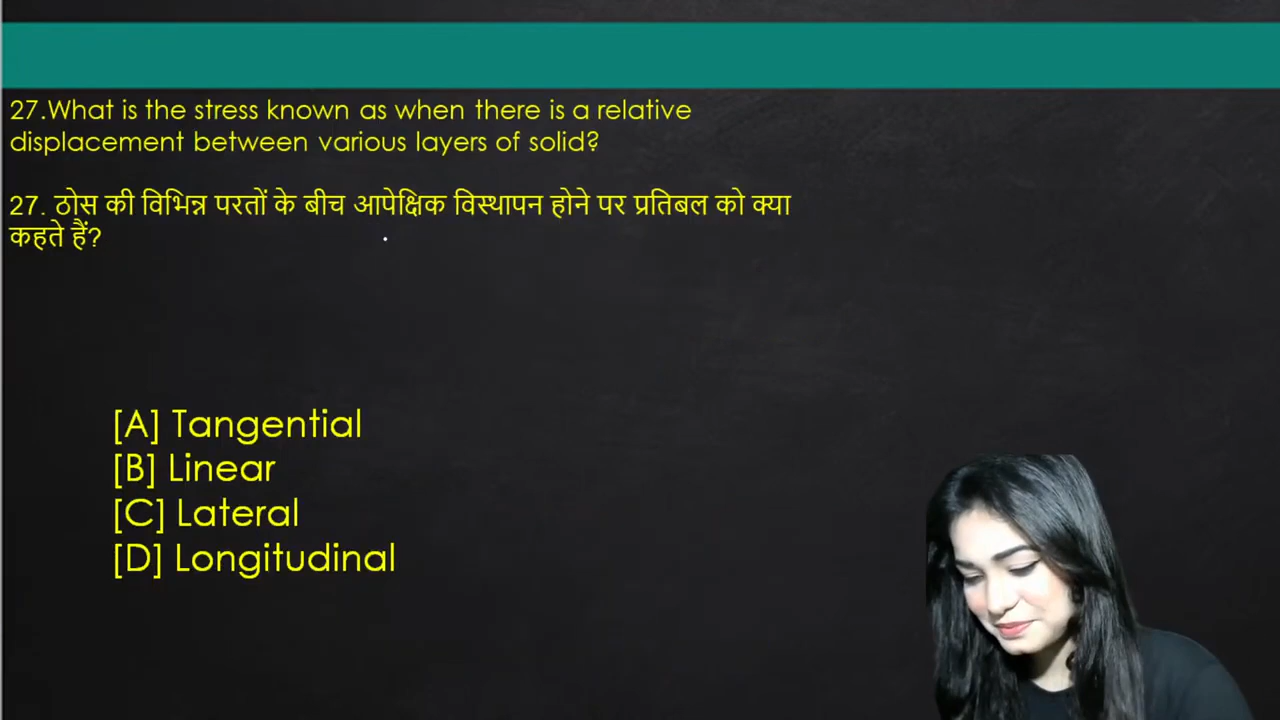 27.What is the stress known as when there is a relative
displacement between various layers of solid?
27. ठोस की विभिन्न परतों के बीच आपेक्षिक विस्थापन होने पर प्रतिबल को क्या
कहते हैं?
[A] Tangential
[B] Linear
[C] Lateral
[D] Longitudinal